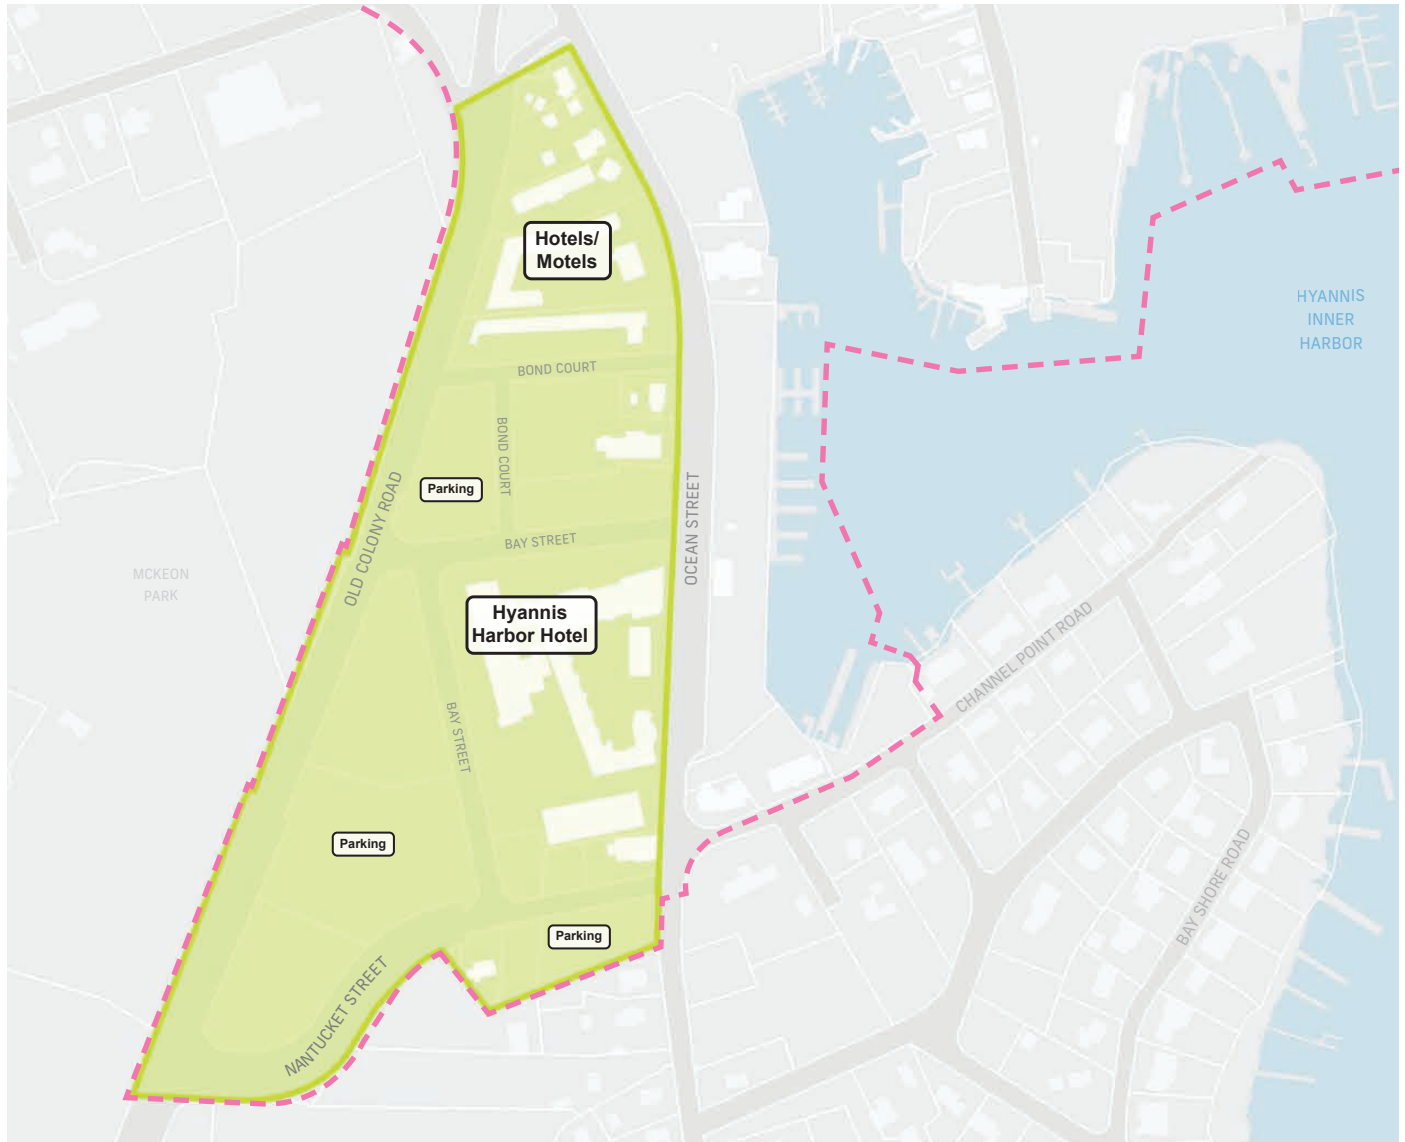 Hotels/
Motels
HYANNIS
INNER
HARBOR
BOND COURT
BOND COURT
Parking
OLD COLONY ROAD
OCEAN STREET
BAY STREET
MCKEON
PARK
Hyannis
Harbor Hotel
CHANNEL POINT ROAD
BAY STREET
Parking
BAY SHORE ROAD
Parking
NANTUCKET STREET